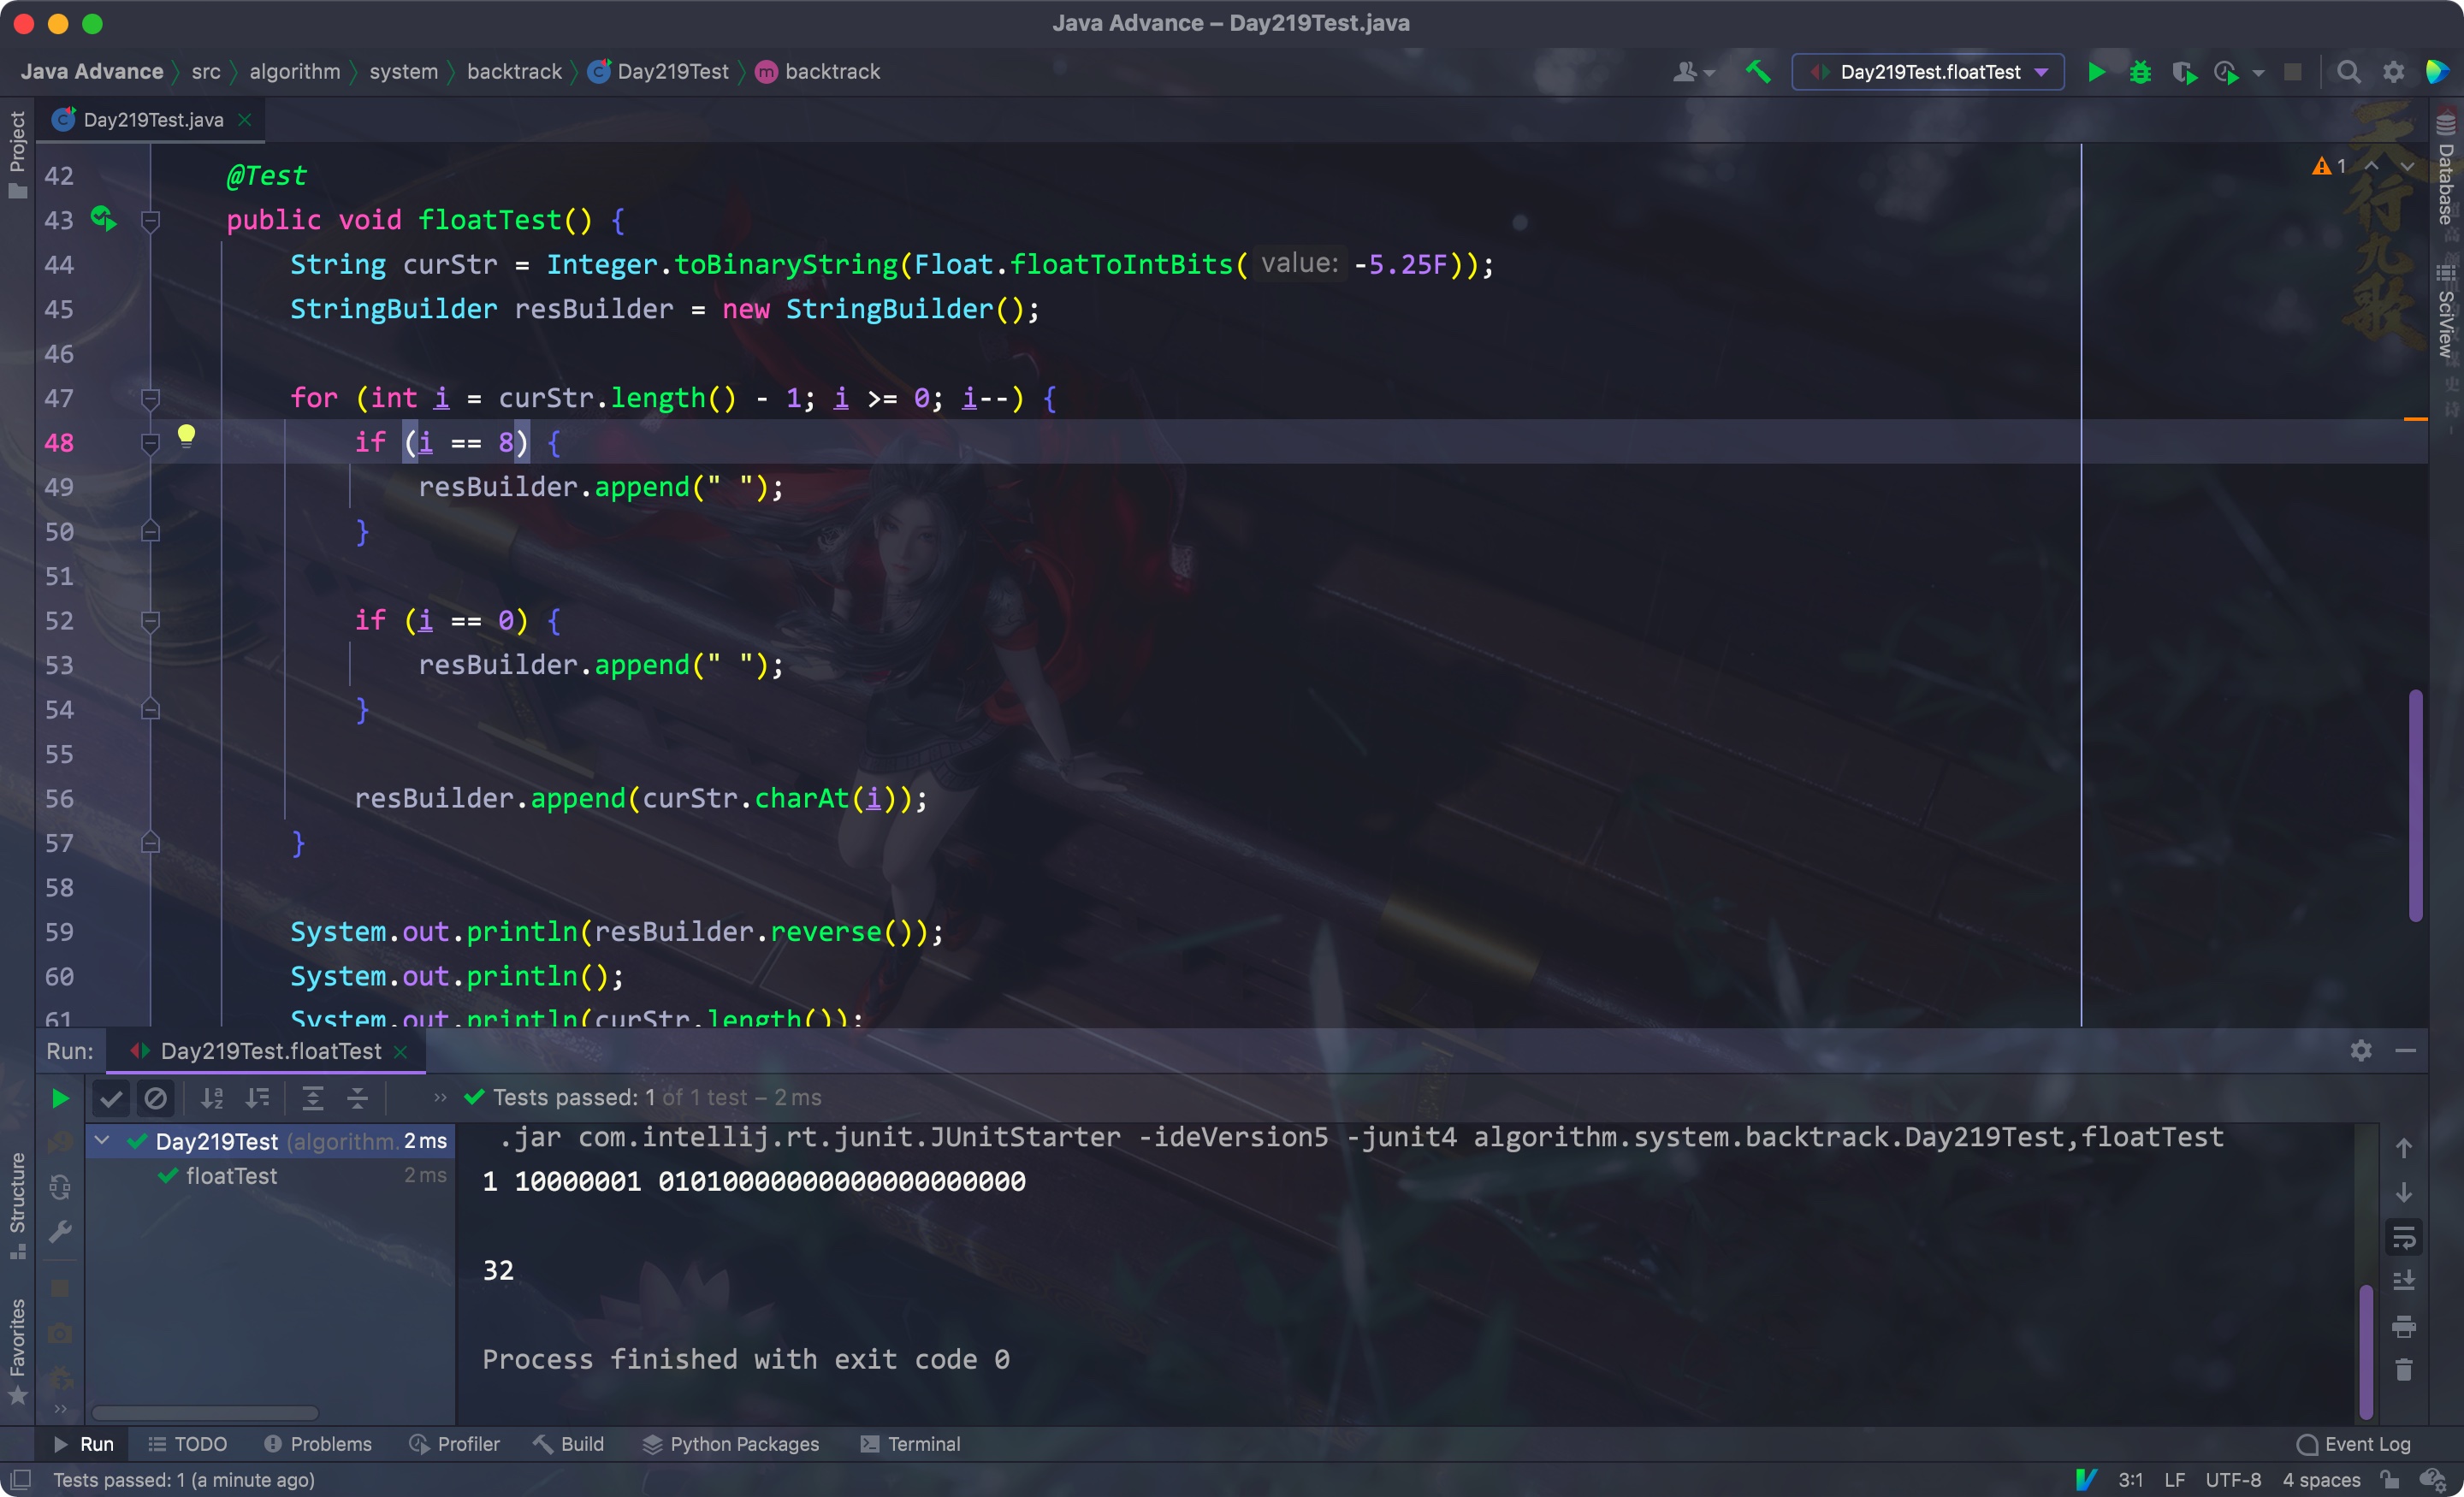 Java Advance – Day219Test.java
Java Advance src algorithm system backtrack Day219Test backtrack Day219Test.floatTest
Project
Day219Test.java
天行九歌
Database
SciView
1
42 @Test
43 public void floatTest() {
44 String curStr = Integer.toBinaryString(Float.floatToIntBits( value: -5.25F));
45 StringBuilder resBuilder = new StringBuilder();
46
47 for (int i = curStr.length() - 1; i >= 0; i--) {
48 if (i == 8) {
49 resBuilder.append(" ");
50 }
51
52 if (i == 0) {
53 resBuilder.append(" ");
54 }
55
56 resBuilder.append(curStr.charAt(i));
57 }
58
59 System.out.println(resBuilder.reverse());
60 System.out.println();
61 System.out.println(curStr.length());
Run: Day219Test.floatTest
Tests passed: 1 of 1 test – 2 ms
Day219Test (algorithm. 2 ms
floatTest 2 ms
.jar com.intellij.rt.junit.JUnitStarter -ideVersion5 -junit4 algorithm.system.backtrack.Day219Test,floatTest
1 10000001 01010000000000000000000
32
Process finished with exit code 0
Structure
Favorites
Run TODO Problems Profiler Build Python Packages Terminal Event Log
Tests passed: 1 (a minute ago) 3:1 LF UTF-8 4 spaces